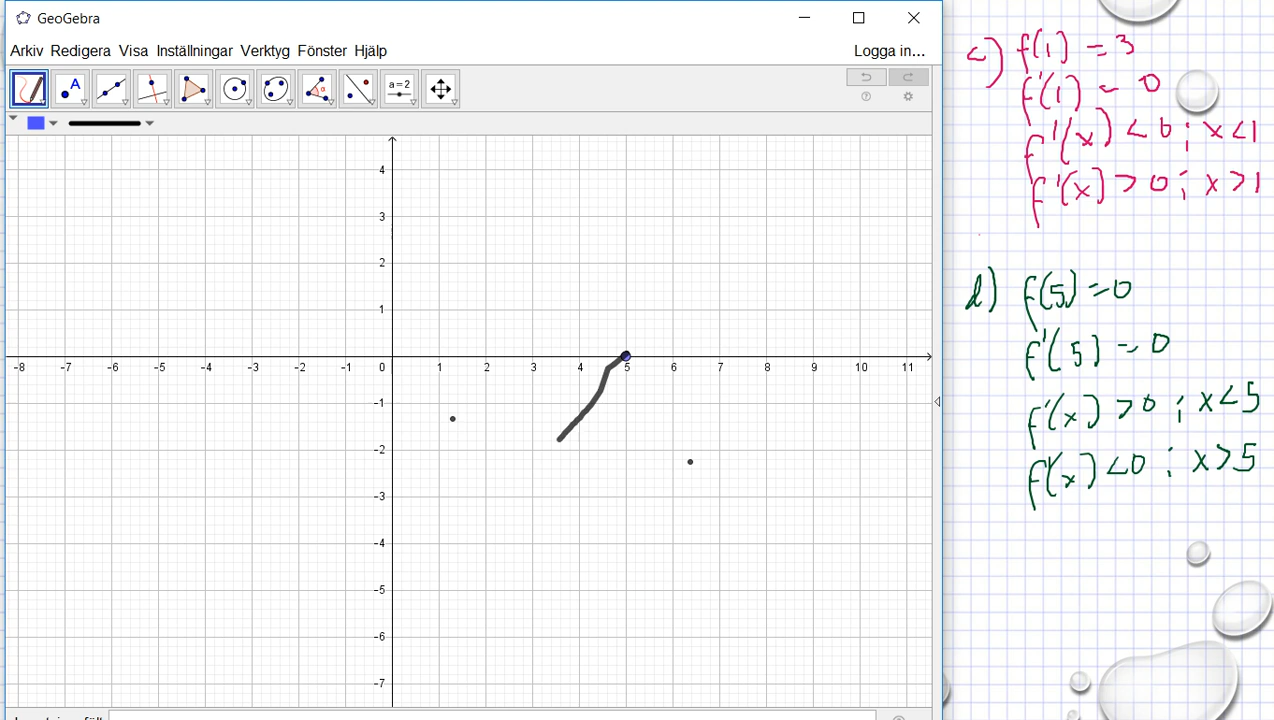 GeoGebra
Arkiv Redigera Visa Inställningar Verktyg Fönster Hjälp Logga in...
A
α
a=2
4
3
2
1
-8 -7 -6 -5 -4 -3 -2 -1 0 1 2 3 4 5 6 7 8 9 10 11
-1
-2
-3
-4
-5
-6
-7
c) f(1) = 3
f'(1) = 0
f'(x) < 0 ; x < 1
f'(x) > 0 ; x > 1
d) f(5) = 0
f'(5) = 0
f'(x) > 0 ; x < 5
f'(x) < 0 ; x > 5